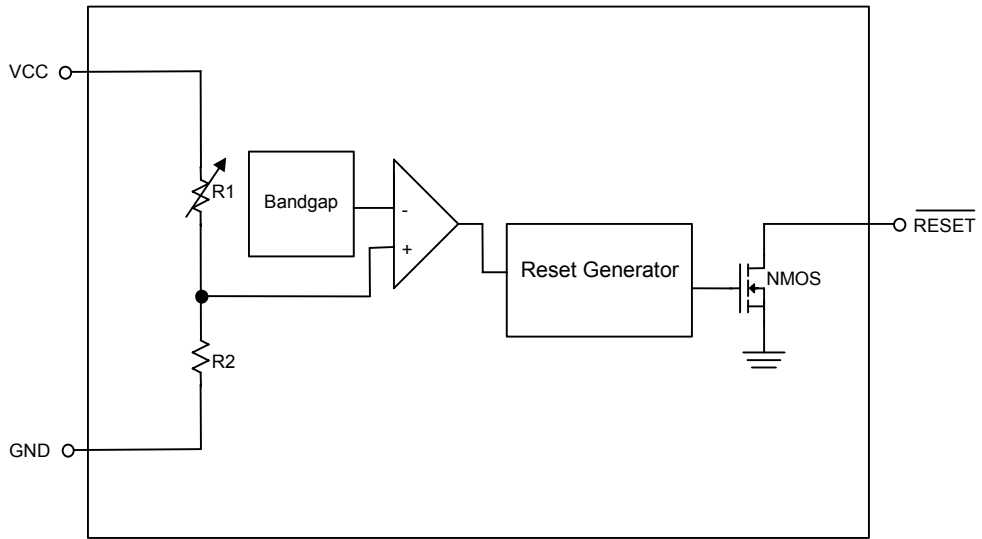 VCC
R1
Bandgap
-
+
R2
GND
Reset Generator
NMOS
RESET